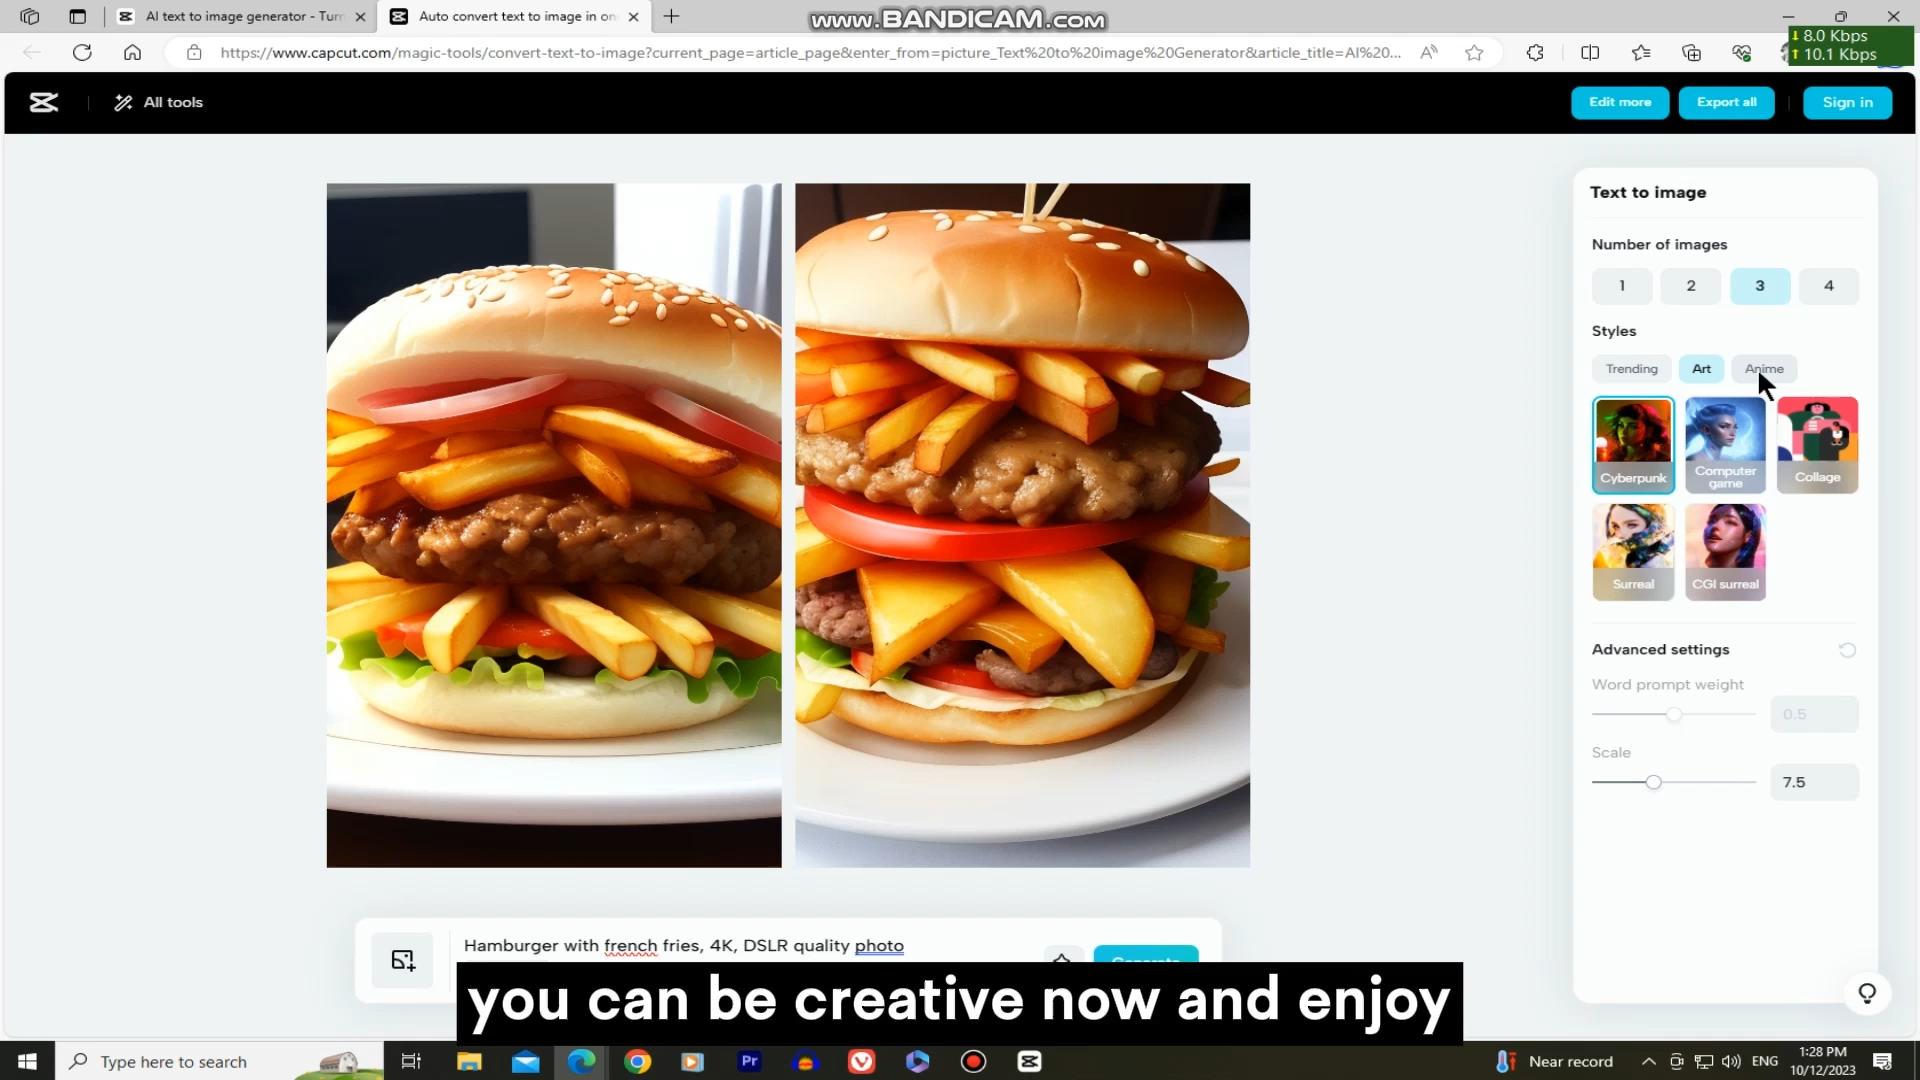 AI text to image generator - Turn
Auto convert text to image in on
www.BANDICAM.com
https://www.capcut.com/magic-tools/convert-text-to-image?current_page=article_page&enter_from=picture_Text%20to%20image%20Generator&article_title=AI%20...
8.0 Kbps
10.1 Kbps
All tools
Edit more
Export all
Sign in
Text to image
Number of images
1 2 3 4
Styles
Trending Art Anime
Cyberpunk
Computer game
Collage
Surreal
CGI surreal
Advanced settings
Word prompt weight
0.5
Scale
7.5
Hamburger with french fries, 4K, DSLR quality photo
Generate
you can be creative now and enjoy
Type here to search
Pr
Near record
ENG
1:28 PM
10/12/2023